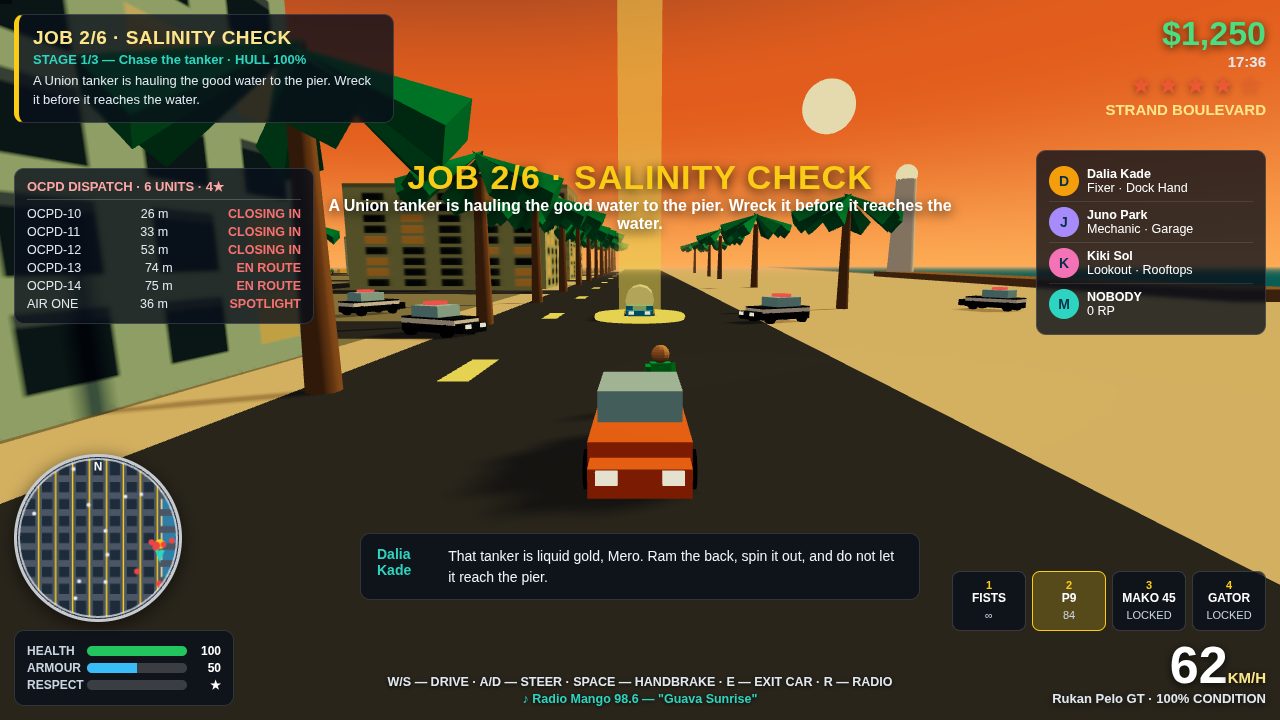 JOB 2/6 · SALINITY CHECK
STAGE 1/3 — Chase the tanker · HULL 100%
A Union tanker is hauling the good water to the pier. Wreck
it before it reaches the water.
$1,250
17:36
★ ★ ★ ★ ☆
STRAND BOULEVARD
OCPD DISPATCH · 6 UNITS · 4★
OCPD-10 26 m CLOSING IN
OCPD-11 33 m CLOSING IN
OCPD-12 53 m CLOSING IN
OCPD-13 74 m EN ROUTE
OCPD-14 75 m EN ROUTE
AIR ONE 36 m SPOTLIGHT
JOB 2/6 · SALINITY CHECK
A Union tanker is hauling the good water to the pier. Wreck it before it reaches the
water.
D Dalia Kade
Fixer · Dock Hand
J Juno Park
Mechanic · Garage
K Kiki Sol
Lookout · Rooftops
M NOBODY
0 RP
N
Dalia
Kade
That tanker is liquid gold, Mero. Ram the back, spin it out, and do not let
it reach the pier.
1
FISTS
∞
2
P9
84
3
MAKO 45
LOCKED
4
GATOR
LOCKED
HEALTH 100
ARMOUR 50
RESPECT ★
W/S — DRIVE · A/D — STEER · SPACE — HANDBRAKE · E — EXIT CAR · R — RADIO
♪ Radio Mango 98.6 — "Guava Sunrise"
62 KM/H
Rukan Pelo GT · 100% CONDITION